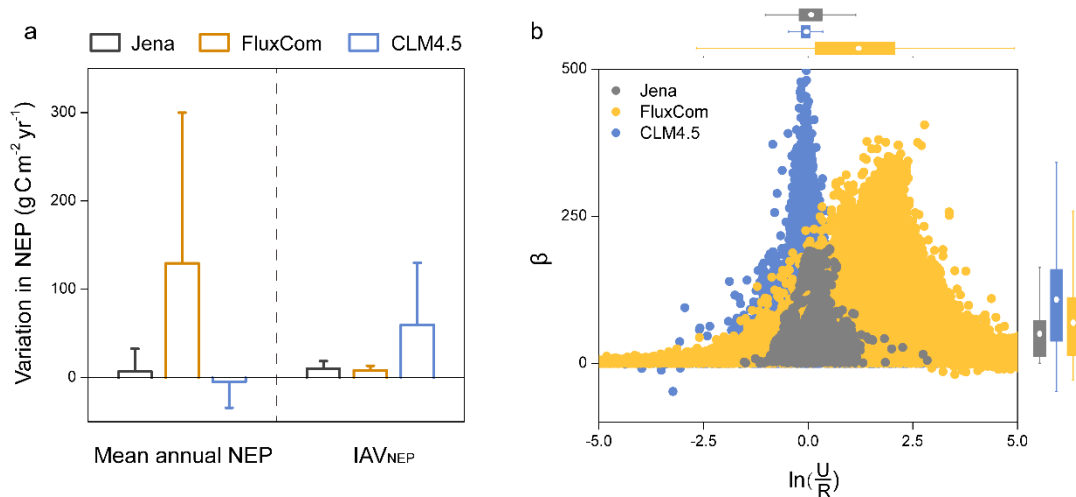 a
Jena FluxCom CLM4.5
Variation in NEP (g C m⁻² yr⁻¹)
300
200
100
0
Mean annual NEP IAV_NEP
b
Jena
FluxCom
CLM4.5
β
500
250
0
-5.0 -2.5 0.0 2.5 5.0
ln(U/R)